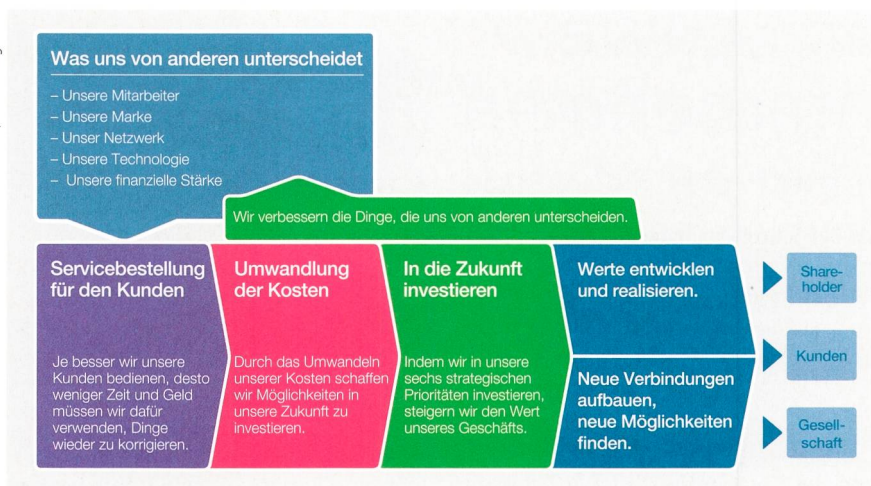 Was uns von anderen unterscheidet
– Unsere Mitarbeiter
– Unsere Marke
– Unser Netzwerk
– Unsere Technologie
– Unsere finanzielle Stärke
Wir verbessern die Dinge, die uns von anderen unterscheiden.
Servicebestellung
für den Kunden
Je besser wir unsere
Kunden bedienen, desto
weniger Zeit und Geld
müssen wir dafür
verwenden, Dinge
wieder zu korrigieren.
Umwandlung
der Kosten
Durch das Umwandeln
unserer Kosten schaffen
wir Möglichkeiten in
unsere Zukunft zu
investieren.
In die Zukunft
investieren
Indem wir in unsere
sechs strategischen
Prioritäten investieren,
steigern wir den Wert
unseres Geschäfts.
Werte entwicklen
und realisieren.
Neue Verbindungen
aufbauen,
neue Möglichkeiten
finden.
Share-
holder
Kunden
Gesell-
schaft